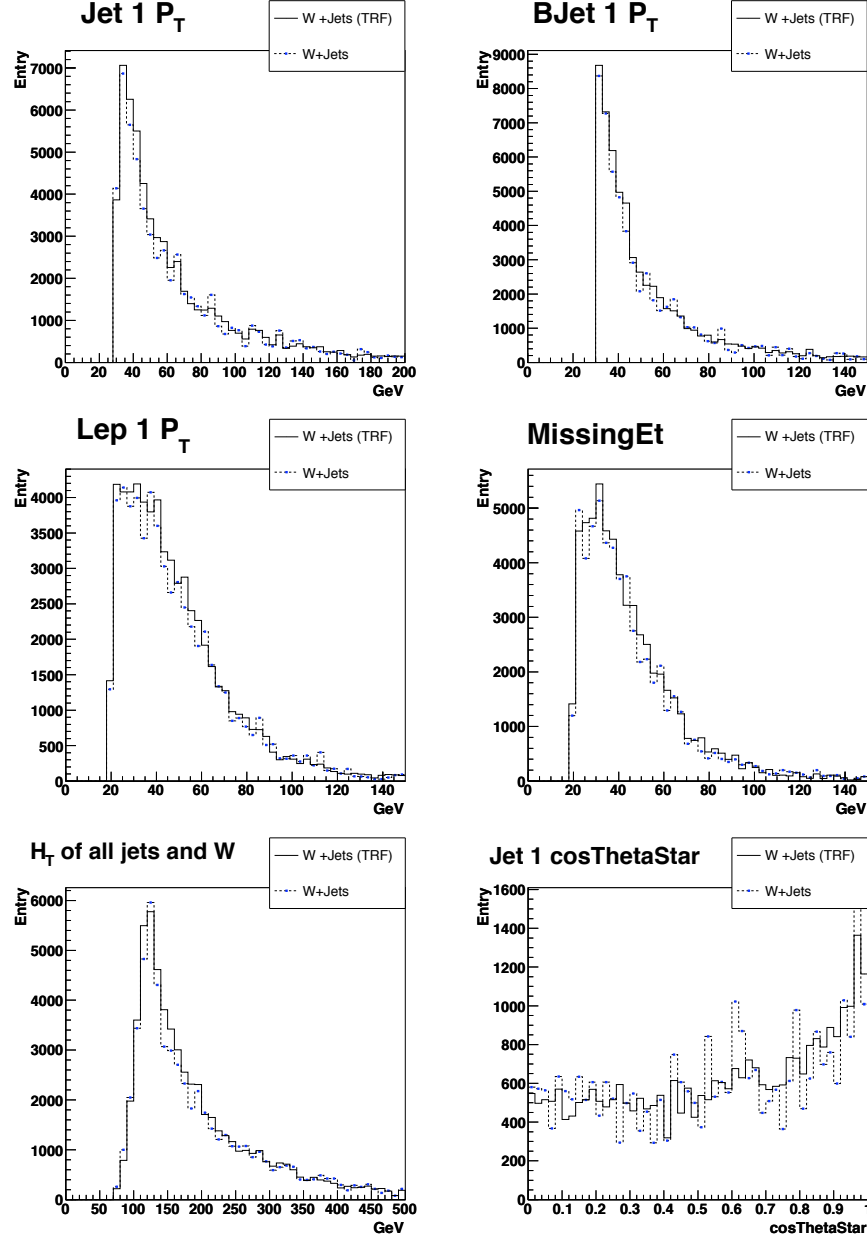 Jet 1 P_T
W +Jets (TRF)
W+Jets
Entry
7000
6000
5000
4000
3000
2000
1000
0
0 20 40 60 80 100 120 140 160 180 200
GeV
BJet 1 P_T
W +Jets (TRF)
W+Jets
Entry
9000
8000
7000
6000
5000
4000
3000
2000
1000
0
0 20 40 60 80 100 120 140
GeV
Lep 1 P_T
W +Jets (TRF)
W+Jets
Entry
4000
3500
3000
2500
2000
1500
1000
500
0
0 20 40 60 80 100 120 140
GeV
MissingEt
W +Jets (TRF)
W+Jets
Entry
5000
4000
3000
2000
1000
0
0 20 40 60 80 100 120 140
GeV
H_T of all jets and W
W +Jets (TRF)
W+Jets
Entry
6000
5000
4000
3000
2000
1000
0
0 50 100 150 200 250 300 350 400 450 500
GeV
Jet 1 cosThetaStar
W +Jets (TRF)
W+Jets
Entry
1600
1400
1200
1000
800
600
400
200
0
0 0.1 0.2 0.3 0.4 0.5 0.6 0.7 0.8 0.9 1
cosThetaStar